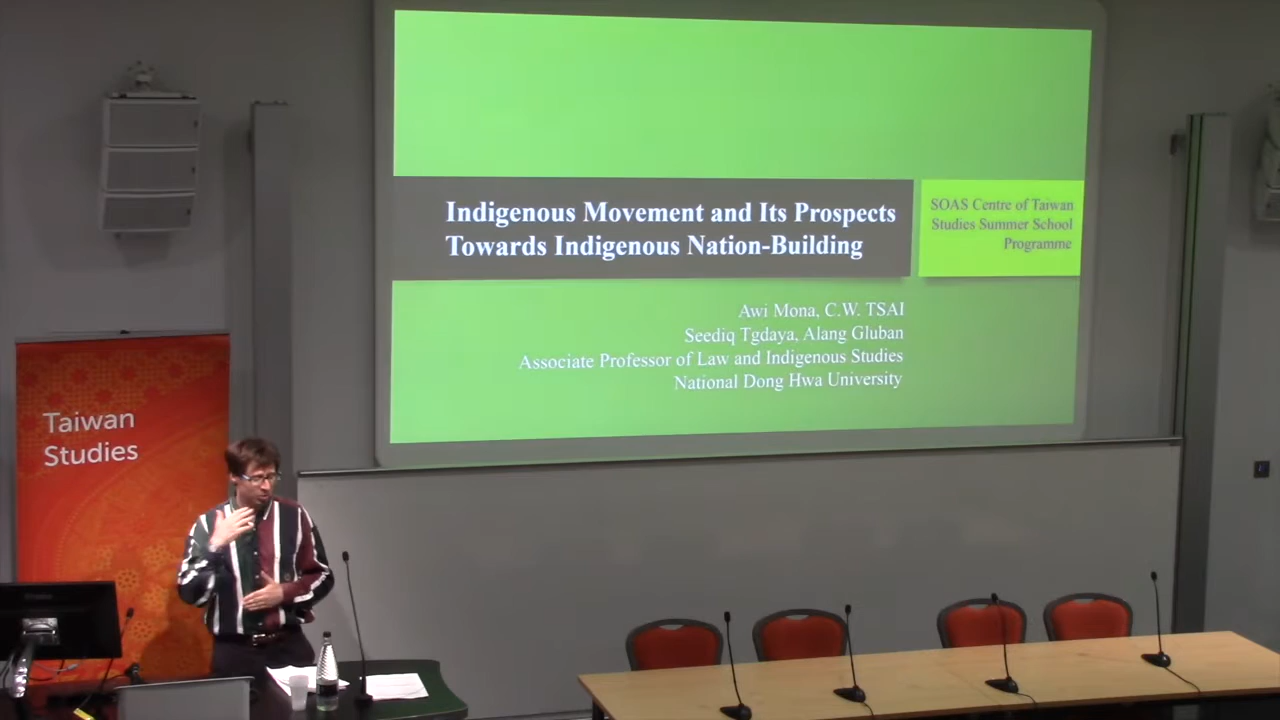 Indigenous Movement and Its Prospects
Towards Indigenous Nation-Building
SOAS Centre of Taiwan
Studies Summer School
Programme
Awi Mona, C.W. TSAI
Seediq Tgdaya, Alang Gluban
Associate Professor of Law and Indigenous Studies
National Dong Hwa University
Taiwan
Studies